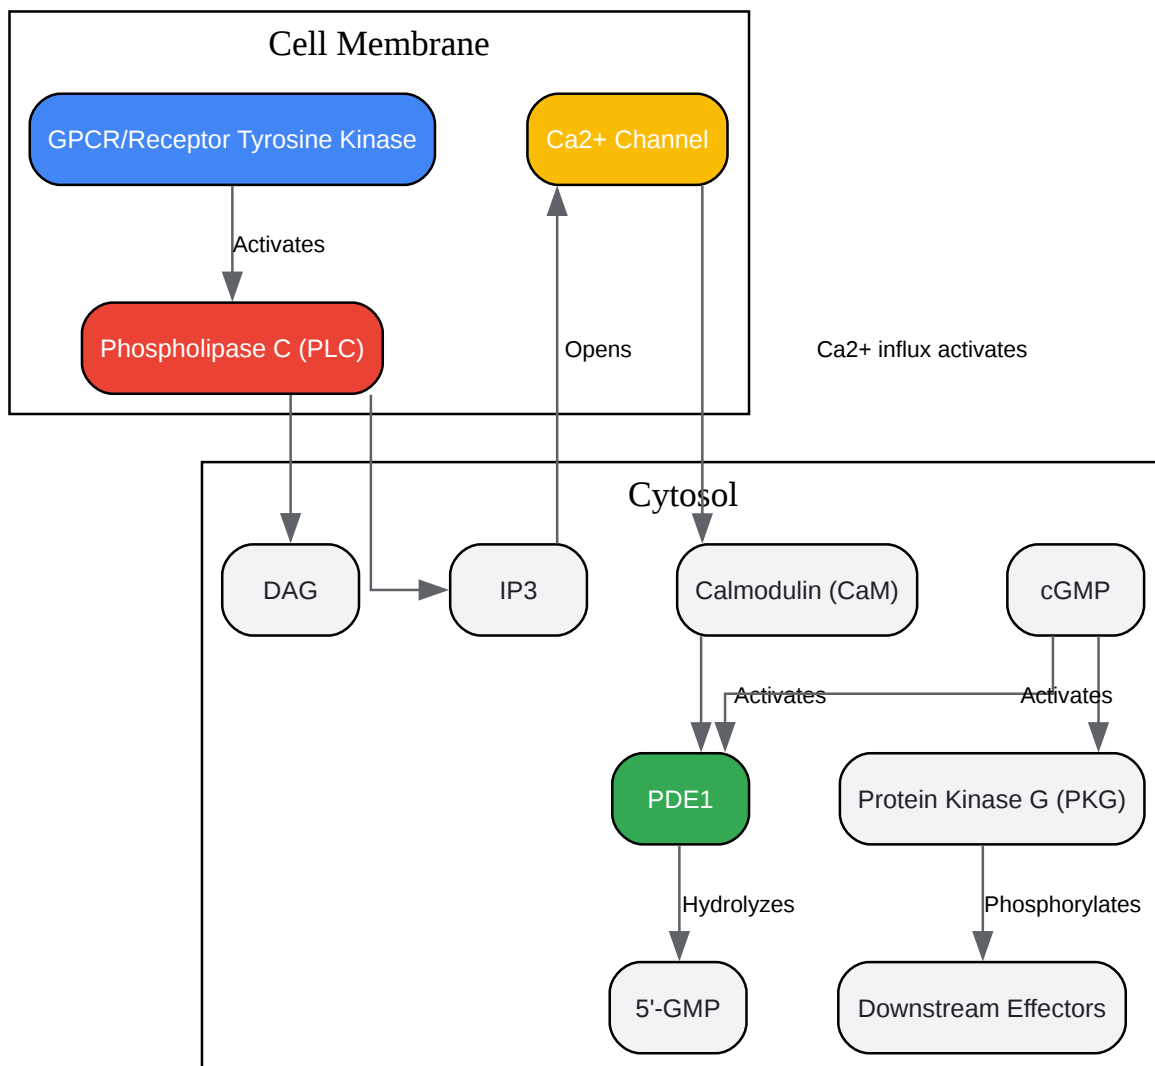 Cell Membrane
GPCR/Receptor Tyrosine Kinase
Ca2+ Channel
Activates
Phospholipase C (PLC)
Opens
Ca2+ influx activates
Cytosol
DAG
IP3
Calmodulin (CaM)
cGMP
Activates
Activates
PDE1
Protein Kinase G (PKG)
Hydrolyzes
Phosphorylates
5'-GMP
Downstream Effectors